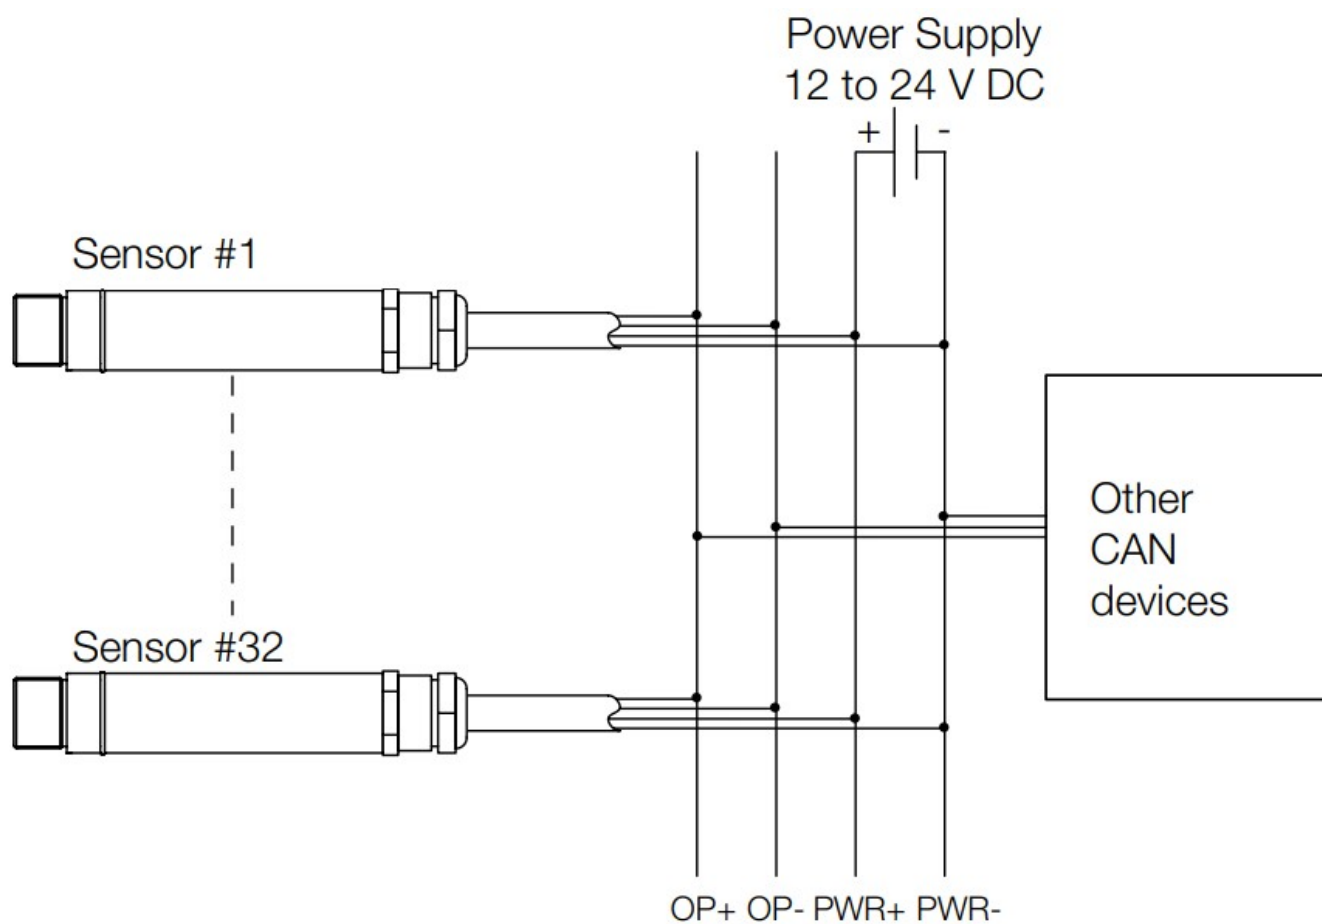 Power Supply
12 to 24 V DC
+ -
Sensor #1
Other
CAN
devices
Sensor #32
OP+ OP- PWR+ PWR-